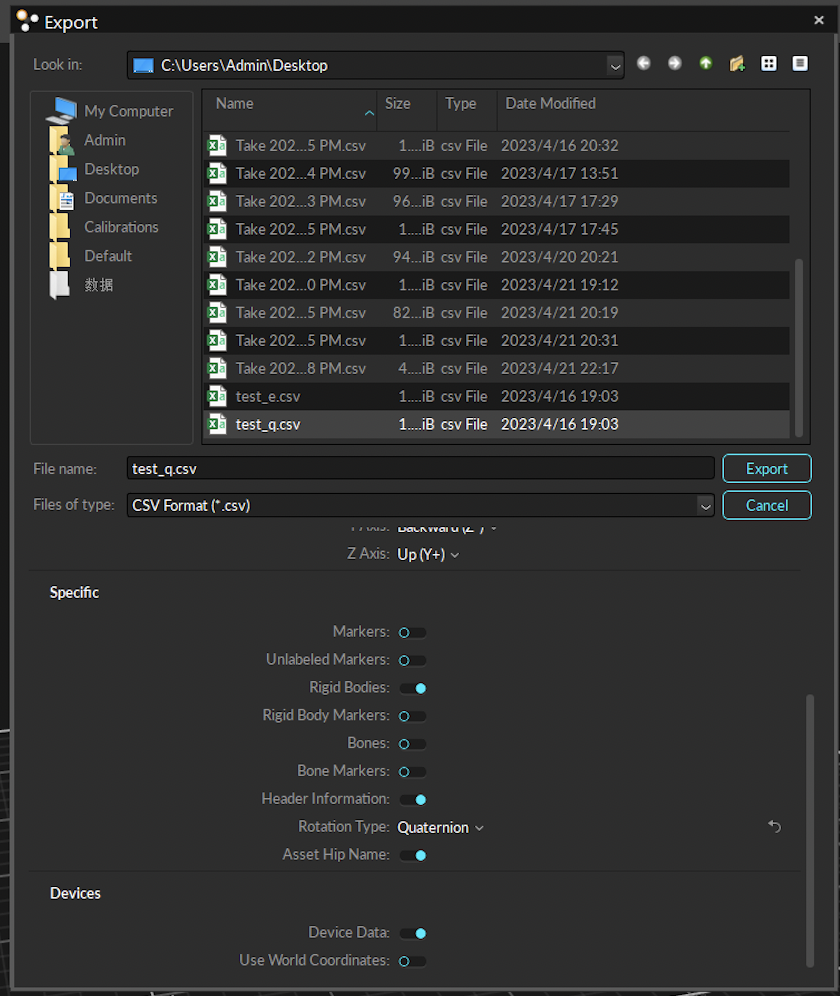 Export
Look in: C:\Users\Admin\Desktop
My Computer
Admin
Desktop
Documents
Calibrations
Default
数据
Name Size Type Date Modified
Take 202...5 PM.csv 1....iB csv File 2023/4/16 20:32
Take 202...4 PM.csv 99...iB csv File 2023/4/17 13:51
Take 202...3 PM.csv 96...iB csv File 2023/4/17 17:29
Take 202...5 PM.csv 1....iB csv File 2023/4/17 17:45
Take 202...2 PM.csv 94...iB csv File 2023/4/20 20:21
Take 202...0 PM.csv 1....iB csv File 2023/4/21 19:12
Take 202...5 PM.csv 82...iB csv File 2023/4/21 20:19
Take 202...5 PM.csv 1....iB csv File 2023/4/21 20:31
Take 202...8 PM.csv 4....iB csv File 2023/4/21 22:17
test_e.csv 1....iB csv File 2023/4/16 19:03
test_q.csv 1....iB csv File 2023/4/16 19:03
File name: test_q.csv Export
Files of type: CSV Format (*.csv) Cancel
Axis: Backward (Z-)
Z Axis: Up (Y+)
Specific
Markers:
Unlabeled Markers:
Rigid Bodies:
Rigid Body Markers:
Bones:
Bone Markers:
Header Information:
Rotation Type: Quaternion
Asset Hip Name:
Devices
Device Data:
Use World Coordinates: